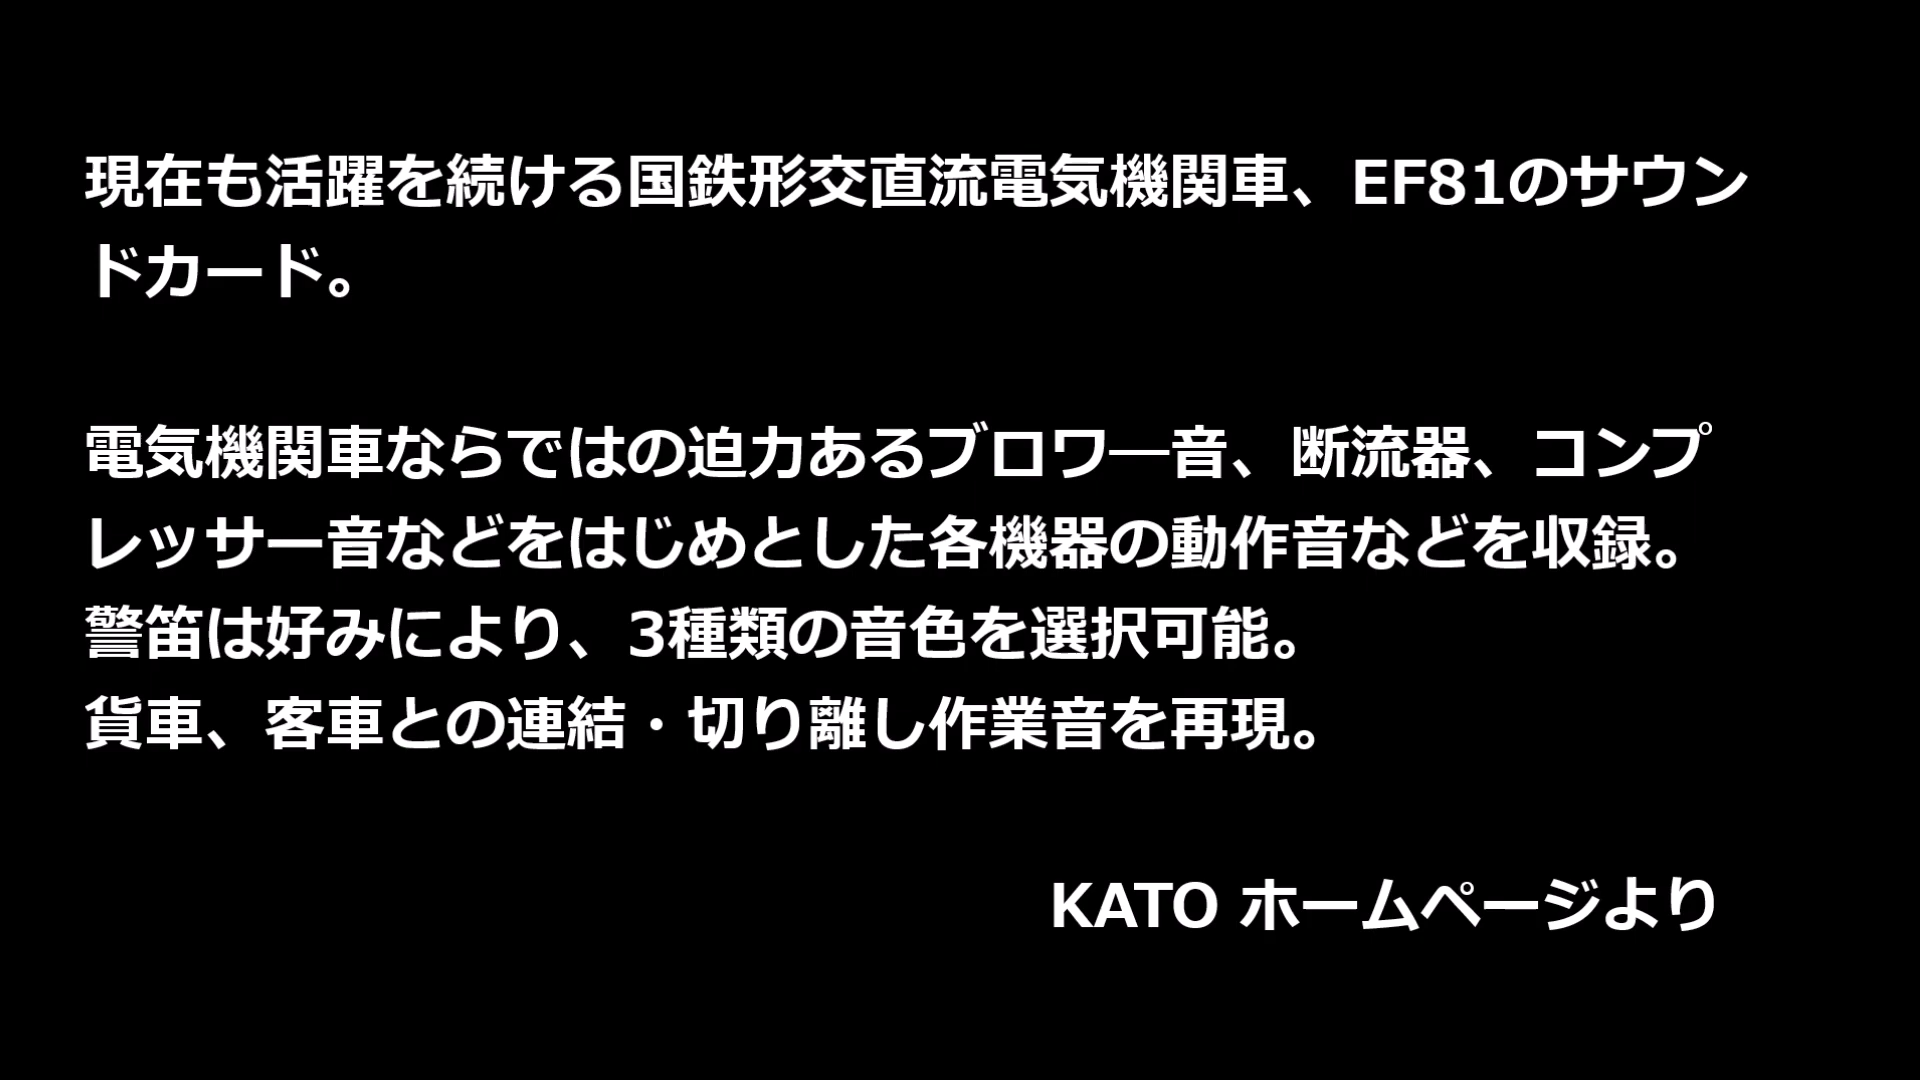 現在も活躍を続ける国鉄形交直流電気機関車、EF81のサウン
ドカード。
電気機関車ならではの迫力あるブロワ―音、断流器、コンプ
レッサー音などをはじめとした各機器の動作音などを収録。
警笛は好みにより、3種類の音色を選択可能。
貨車、客車との連結・切り離し作業音を再現。
KATO ホームページより